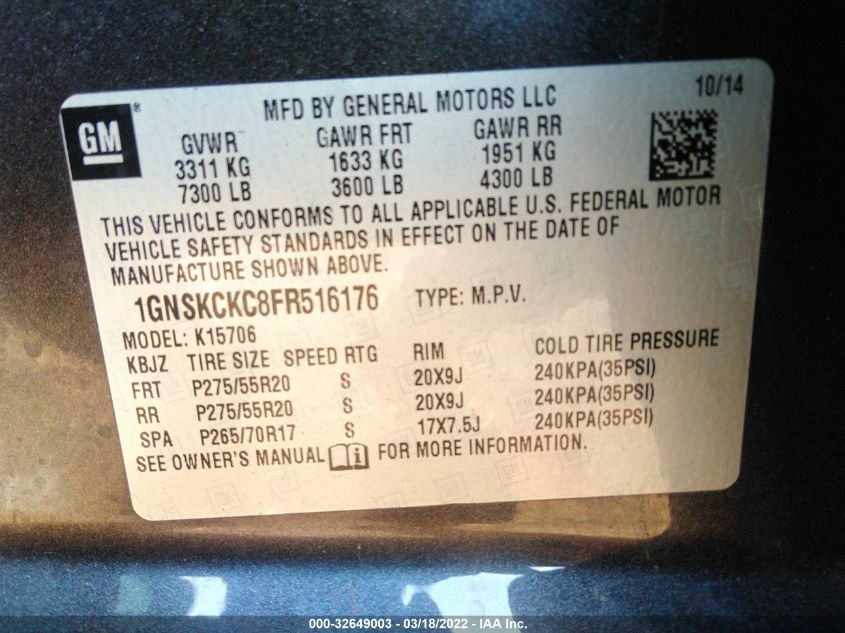 GM ®
MFD BY GENERAL MOTORS LLC 10/14
GVWR GAWR FRT GAWR RR
3311 KG 1633 KG 1951 KG
7300 LB 3600 LB 4300 LB
THIS VEHICLE CONFORMS TO ALL APPLICABLE U.S. FEDERAL MOTOR
VEHICLE SAFETY STANDARDS IN EFFECT ON THE DATE OF
MANUFACTURE SHOWN ABOVE.
1GNSKCKC8FR516176 TYPE: M.P.V.
MODEL: K15706
KBJZ TIRE SIZE SPEED RTG RIM COLD TIRE PRESSURE
FRT P275/55R20 S 20X9J 240KPA(35PSI)
RR P275/55R20 S 20X9J 240KPA(35PSI)
SPA P265/70R17 S 17X7.5J 240KPA(35PSI)
SEE OWNER'S MANUAL FOR MORE INFORMATION.
000-32649003 - 03/18/2022 - IAA Inc.